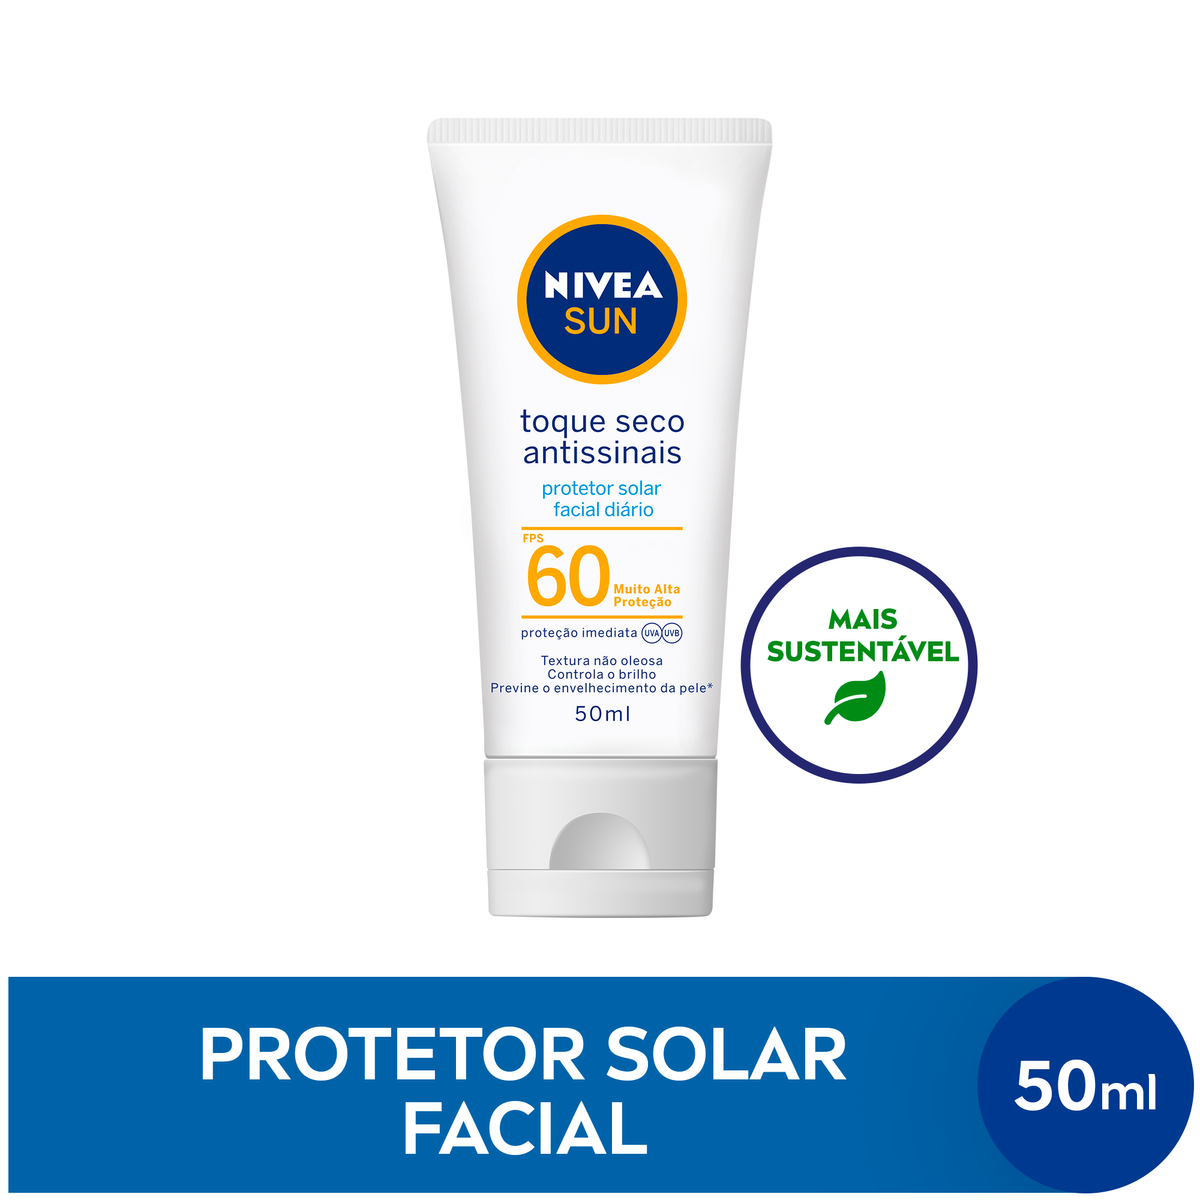 NIVEA
SUN
toque seco
antissinais
protetor solar
facial diário
FPS
60
Muito Alta
Proteção
proteção imediata UVA UVB
Textura não oleosa
Controla o brilho
Previne o envelhecimento da pele*
50ml
MAIS
SUSTENTÁVEL
PROTETOR SOLAR
FACIAL
50ml